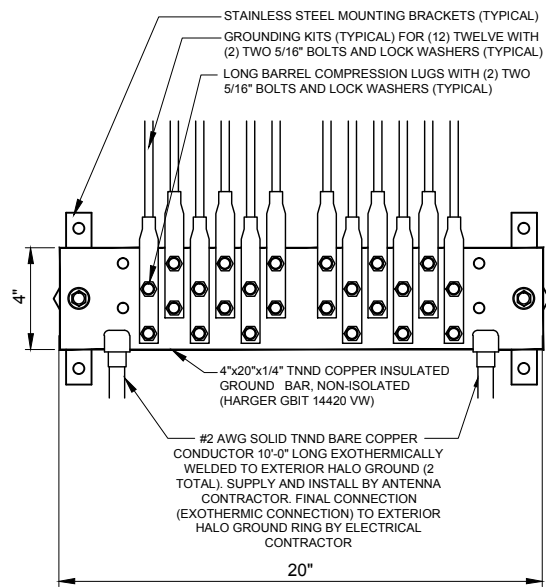 STAINLESS STEEL MOUNTING BRACKETS (TYPICAL)
GROUNDING KITS (TYPICAL) FOR (12) TWELVE WITH
(2) TWO 5/16" BOLTS AND LOCK WASHERS (TYPICAL)
LONG BARREL COMPRESSION LUGS WITH (2) TWO
5/16" BOLTS AND LOCK WASHERS (TYPICAL)
4"
4"x20"x1/4" TNND COPPER INSULATED
GROUND BAR, NON-ISOLATED
(HARGER GBIT 14420 VW)
#2 AWG SOLID TNND BARE COPPER
CONDUCTOR 10'-0" LONG EXOTHERMICALLY
WELDED TO EXTERIOR HALO GROUND (2
TOTAL). SUPPLY AND INSTALL BY ANTENNA
CONTRACTOR. FINAL CONNECTION
(EXOTHERMIC CONNECTION) TO EXTERIOR
HALO GROUND RING BY ELECTRICAL
CONTRACTOR
20"